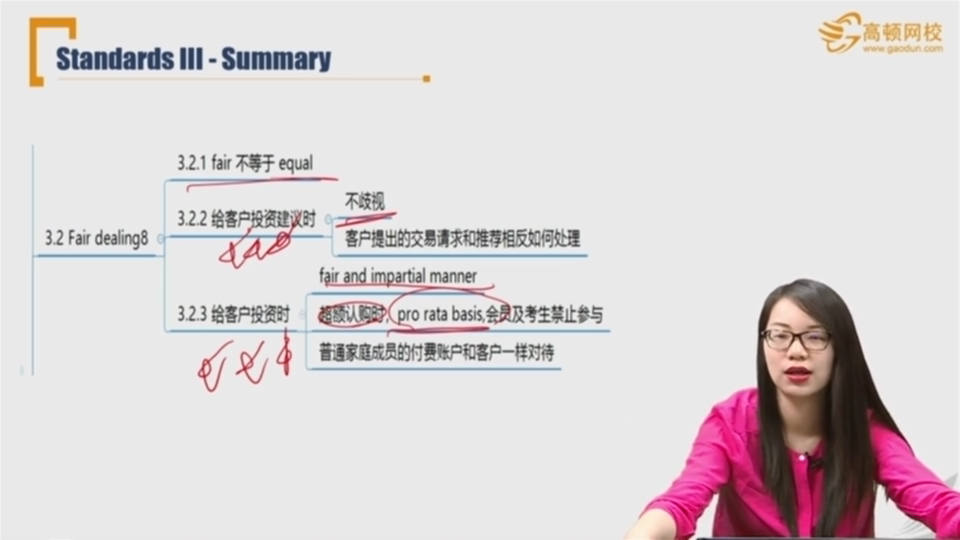 Standards III - Summary
高顿网校
www.gaodun.com
3.2 Fair dealing8
3.2.1 fair 不等于 equal
3.2.2 给客户投资建议时
不歧视
客户提出的交易请求和推荐相反如何处理
3.2.3 给客户投资时
fair and impartial manner
超额认购时，pro rata basis,会员及考生禁止参与
普通家庭成员的付费账户和客户一样对待